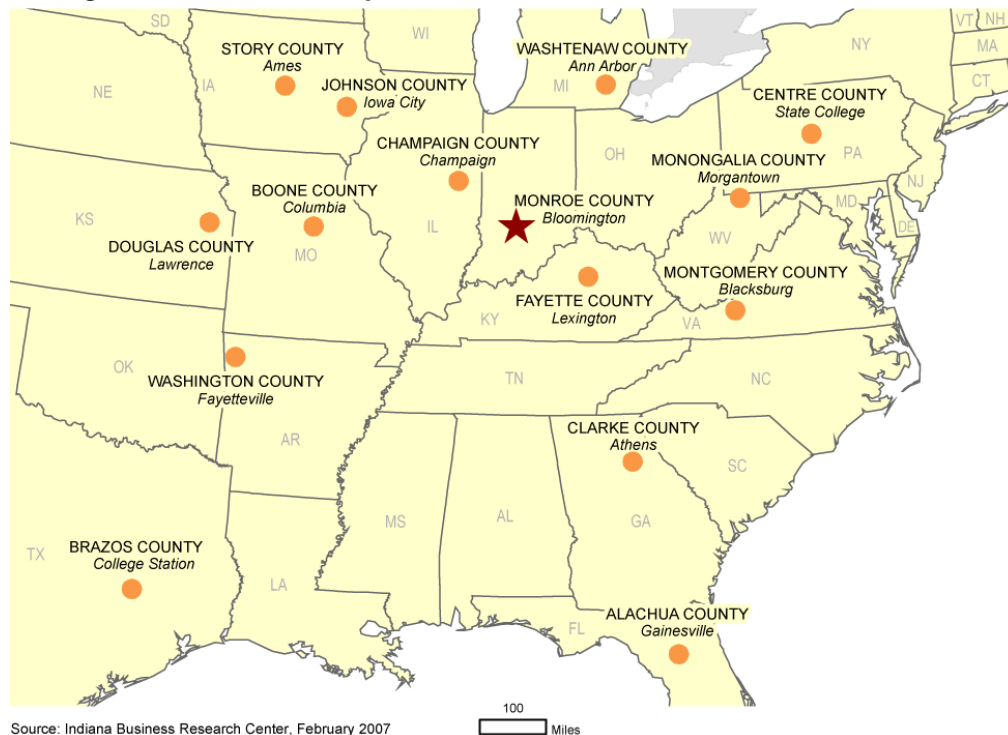 SD
WI
VT
NH
NY
MA
CT
STORY COUNTY
Ames
WASHTENAW COUNTY
Ann Arbor
NE
IA
MI
JOHNSON COUNTY
Iowa City
CENTRE COUNTY
State College
CHAMPAIGN COUNTY
Champaign
OH
PA
MONONGALIA COUNTY
Morgantown
NJ
BOONE COUNTY
Columbia
MONROE COUNTY
Bloomington
MD
DE
KS
IL
WV
DOUGLAS COUNTY
Lawrence
MO
MONTGOMERY COUNTY
Blacksburg
FAYETTE COUNTY
Lexington
KY
VA
OK
WASHINGTON COUNTY
Fayetteville
TN
NC
AR
CLARKE COUNTY
Athens
SC
MS
AL
GA
TX
BRAZOS COUNTY
College Station
LA
ALACHUA COUNTY
Gainesville
FL
100
Miles
Source: Indiana Business Research Center, February 2007